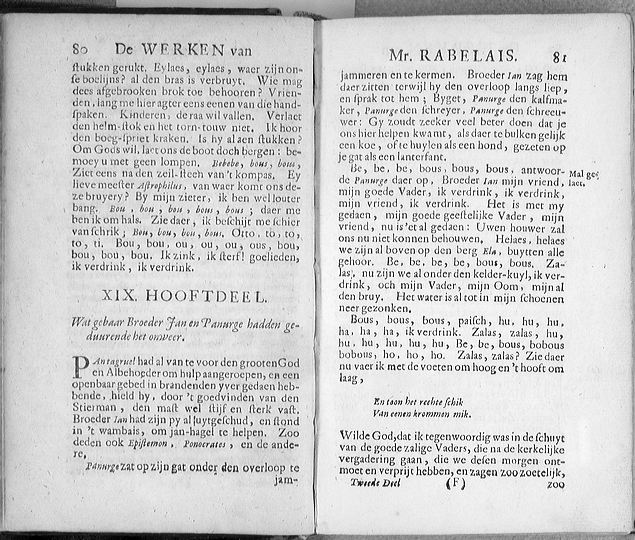 80 De WERKEN van
stukken gerukt. Eylaes, eylaes, waer zijn on-
se boelijns? al den bras is verbruyt. Wie mag
dees afgebrooken brok toe behooren? Vrien-
den, lang me hier agter eens eenen van die hand-
spaken. Kinderen, de raa wil vallen. Verlaet
den helm-stok en het torn-touw niet. Ik hoor
den boeg-spriet kraken. Is hy al aen stukken?
Om Gods wil, laet ons de boot doch bergen: be-
moey u met geen lompen. Bebebe, bous, bous,
Ziet eens na den zeil-steen van 't kompas. Ey
lieve meester Astrophilus, van waer komt ons de-
ze bruyery? By mijn zieter, ik ben wel louter
bang. Bou, bou, bou, bous, bous; daer me
ben ik om hals. Zie daer, ik beschijt me schier
van schrik; Bou, bou, bou, bous. Otto, to, to,
to, ti. Bou, bou, ou, ou, ou, ous, bou,
bou, bou, bou. Ik zink, ik sterf! goelieden,
ik verdrink, ik verdrink.
XIX. HOOFTDEEL.
Wat gebaar Broeder Jan en Panurge hadden ge-
duurende het onweer.
PAntagruel had al van te voor den grooten God
en Albehoeder om hulp aangeroepen, en een
openbaar gebed in brandenden yver gedaen heb-
bende, hield hy, door 't goedvinden van den
Stierman, den mast wel stijf en sterk vast.
Broeder Ian had zijn py al luytgeschud, en stond
in 't wambais, om jan-hagel te helpen. Zoo
deden ook Epistemon, Ponocrates, en de ande-
re.
Panurge zat op zijn gat onder den overloop te
jam-
Mr. RABELAIS. 81
jammeren en te kermen. Broeder Ian zag hem
daer zitten terwijl hy den overloop langs liep,
en sprak tot hem; Byget, Panurge den kalfma-
ker, Panurge den schreyer, Panurge den schreeu-
wer: Gy zoudt zeeker veel beter doen dat je
ons hier helpen kwamt, als daer te bulken gelijk
een koe, of te huylen als een hond, gezeten op
je gat als een lanterfant.
Be, be, be, bous, bous, bous, antwoor-
de Panurge daer op, Broeder Ian mijn vriend,
mijn goede Vader, ik verdrink, ik verdrink,
mijn vriend, ik verdrink. Het is met my
gedaen, mijn goede geestelijke Vader, mijn
vriend, nu is 'et al gedaen: Uwen houwer zal
ons nu niet konnen behouwen. Helaes, helaes
we zijn al boven op den berg Ela, buytten alle
gehoor. Be, be, be, be, bous, bous. Za-
las, nu zijn we al onder den kelder-kuyl, ik ver-
drink, och mijn Vader, mijn Oom, mijn al
den bruy. Het water is al tot in mijn schoenen
neer gezonken.
Bous, bous, bous, paisch, hu, hu, hu,
ha, ha, ha, ik verdrink. Zalas, zalas, hu,
hu, hu, hu, hu, hu, Be, be, bous, bobous
bobous, ho, ho, ho. Zalas, zalas? Zie daer
nu vaer ik met de voeten om hoog en 't hooft om
laag,
En toon het rechte schik
Van eenen krommen mik.
Wilde God, dat ik tegenwoordig was in de schuyt
van de goede zalige Vaders, die na de kerkelijke
vergadering gaan, die we desen morgen ont-
moet en verprijt hebben, en zagen zoo zoetelijk,
Tweede Deel (F) zoo
Mal ge-
laet.